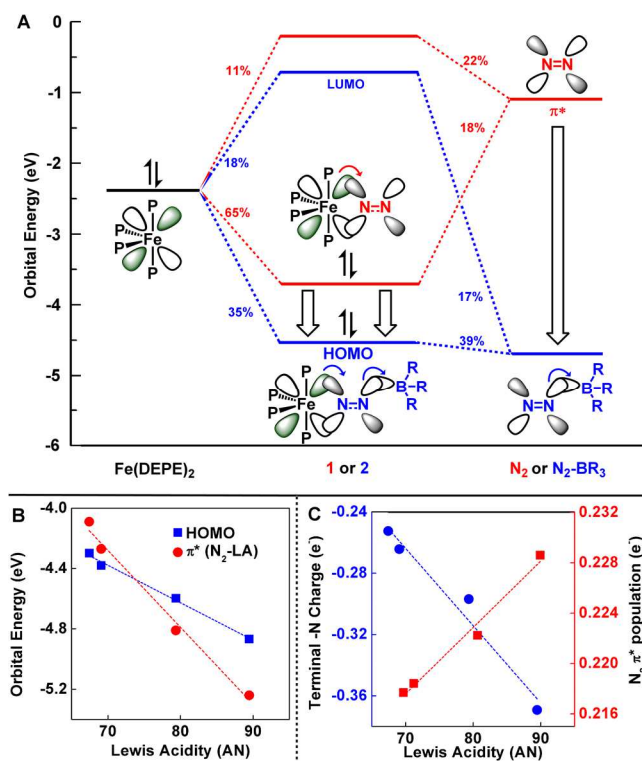 A
Orbital Energy (eV)
0
-1
-2
-3
-4
-5
-6
11%
18%
65%
35%
22%
18%
17%
39%
LUMO
HOMO
π*
N=N
P
P
P
Fe
P
P
P
P
Fe
P
N=N
P
P
P
Fe
P
N=N
B
R
R
R
N=N
B
R
R
R
Fe(DEPE)₂
1 or 2
N₂ or N₂-BR₃
B
Orbital Energy (eV)
-4.0
-4.4
-4.8
-5.2
HOMO
π* (N₂-LA)
70 80 90
Lewis Acidity (AN)
C
Terminal -N Charge (e⁻)
-0.24
-0.28
-0.32
-0.36
0.232
0.228
0.224
0.220
0.216
N₂ π* population (e⁻)
70 80 90
Lewis Acidity (AN)